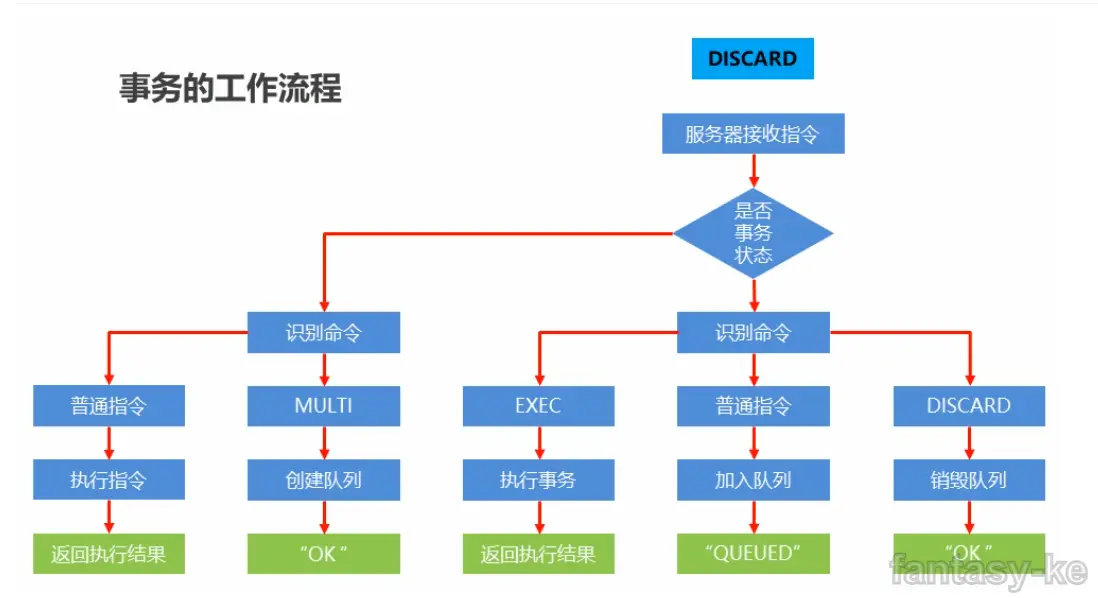 DISCARD
事务的工作流程
服务器接收指令
是否
事务
状态
识别命令
识别命令
普通指令
MULTI
EXEC
普通指令
DISCARD
执行指令
创建队列
执行事务
加入队列
销毁队列
返回执行结果
“OK ”
返回执行结果
“QUEUED”
“OK ”
fantasy-ke